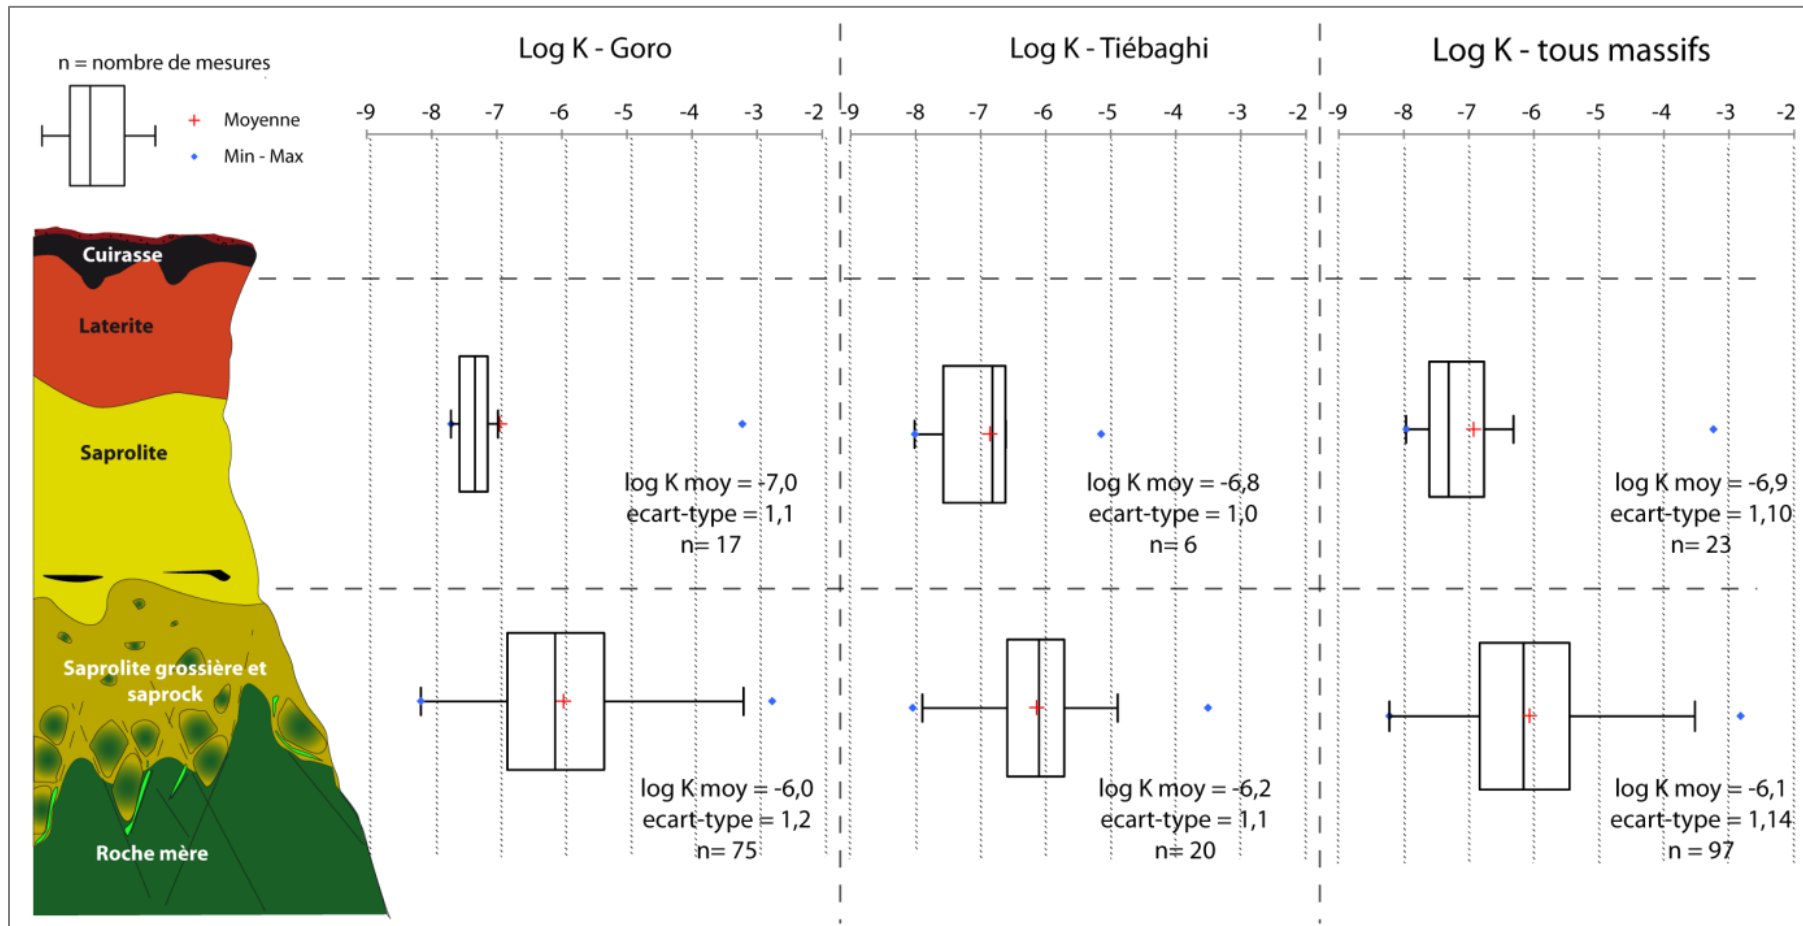 Log K - Goro
Log K - Tiébaghi
Log K - tous massifs
n = nombre de mesures
Moyenne
Min - Max
-9 -8 -7 -6 -5 -4 -3 -2
-9 -8 -7 -6 -5 -4 -3 -2
-9 -8 -7 -6 -5 -4 -3 -2
Cuirasse
Laterite
Saprolite
log K moy = -7,0
ecart-type = 1,1
n= 17
log K moy = -6,8
ecart-type = 1,0
n= 6
log K moy = -6,9
ecart-type = 1,10
n= 23
Saprolite grossière et
saprock
Roche mère
log K moy = -6,0
ecart-type = 1,2
n= 75
log K moy = -6,2
ecart-type = 1,1
n= 20
log K moy = -6,1
ecart-type = 1,14
n = 97